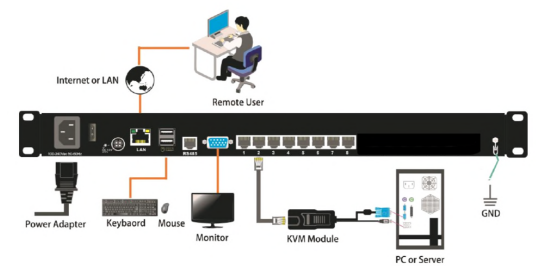 Internet or LAN
Remote User
LAN
RS485
1 2 3 4 5 6 7 8
Power Adapter
Keybaord
Mouse
Monitor
KVM Module
GND
PC or Server